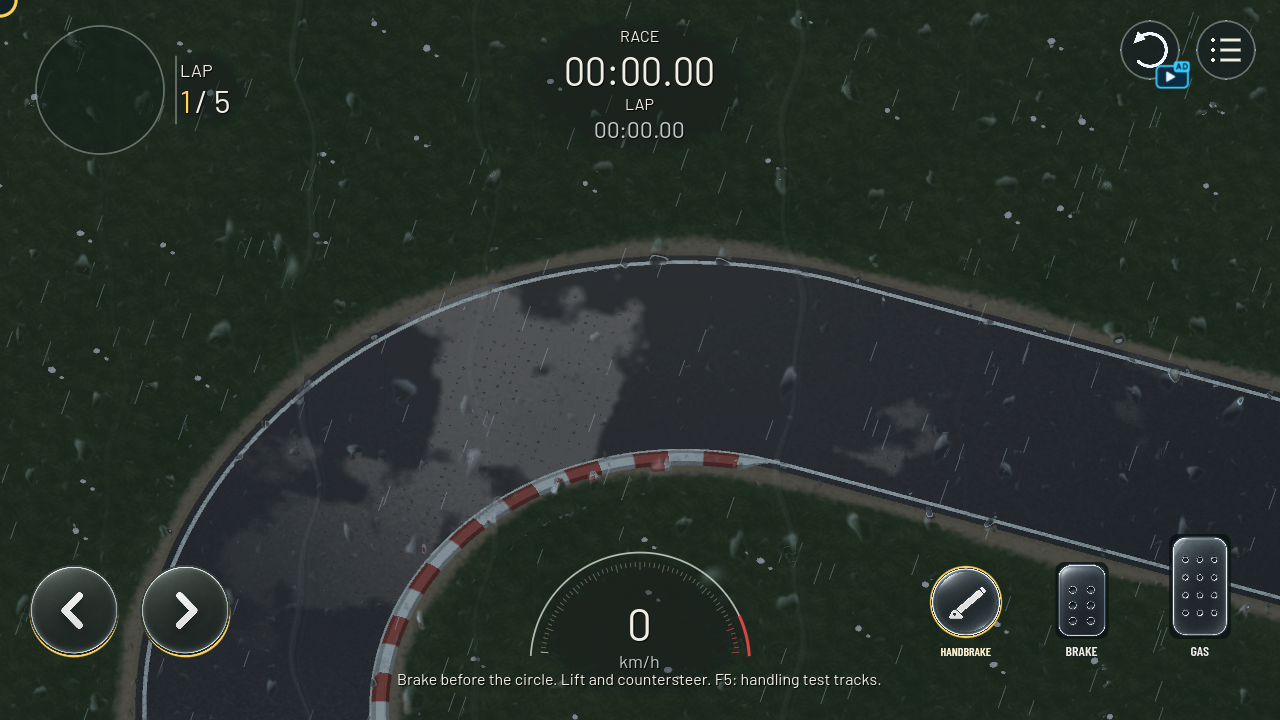 RACE
00:00.00
LAP
00:00.00
LAP
1/ 5
AD
0
km/h
HANDBRAKE
BRAKE
GAS
Brake before the circle. Lift and countersteer. F5: handling test tracks.